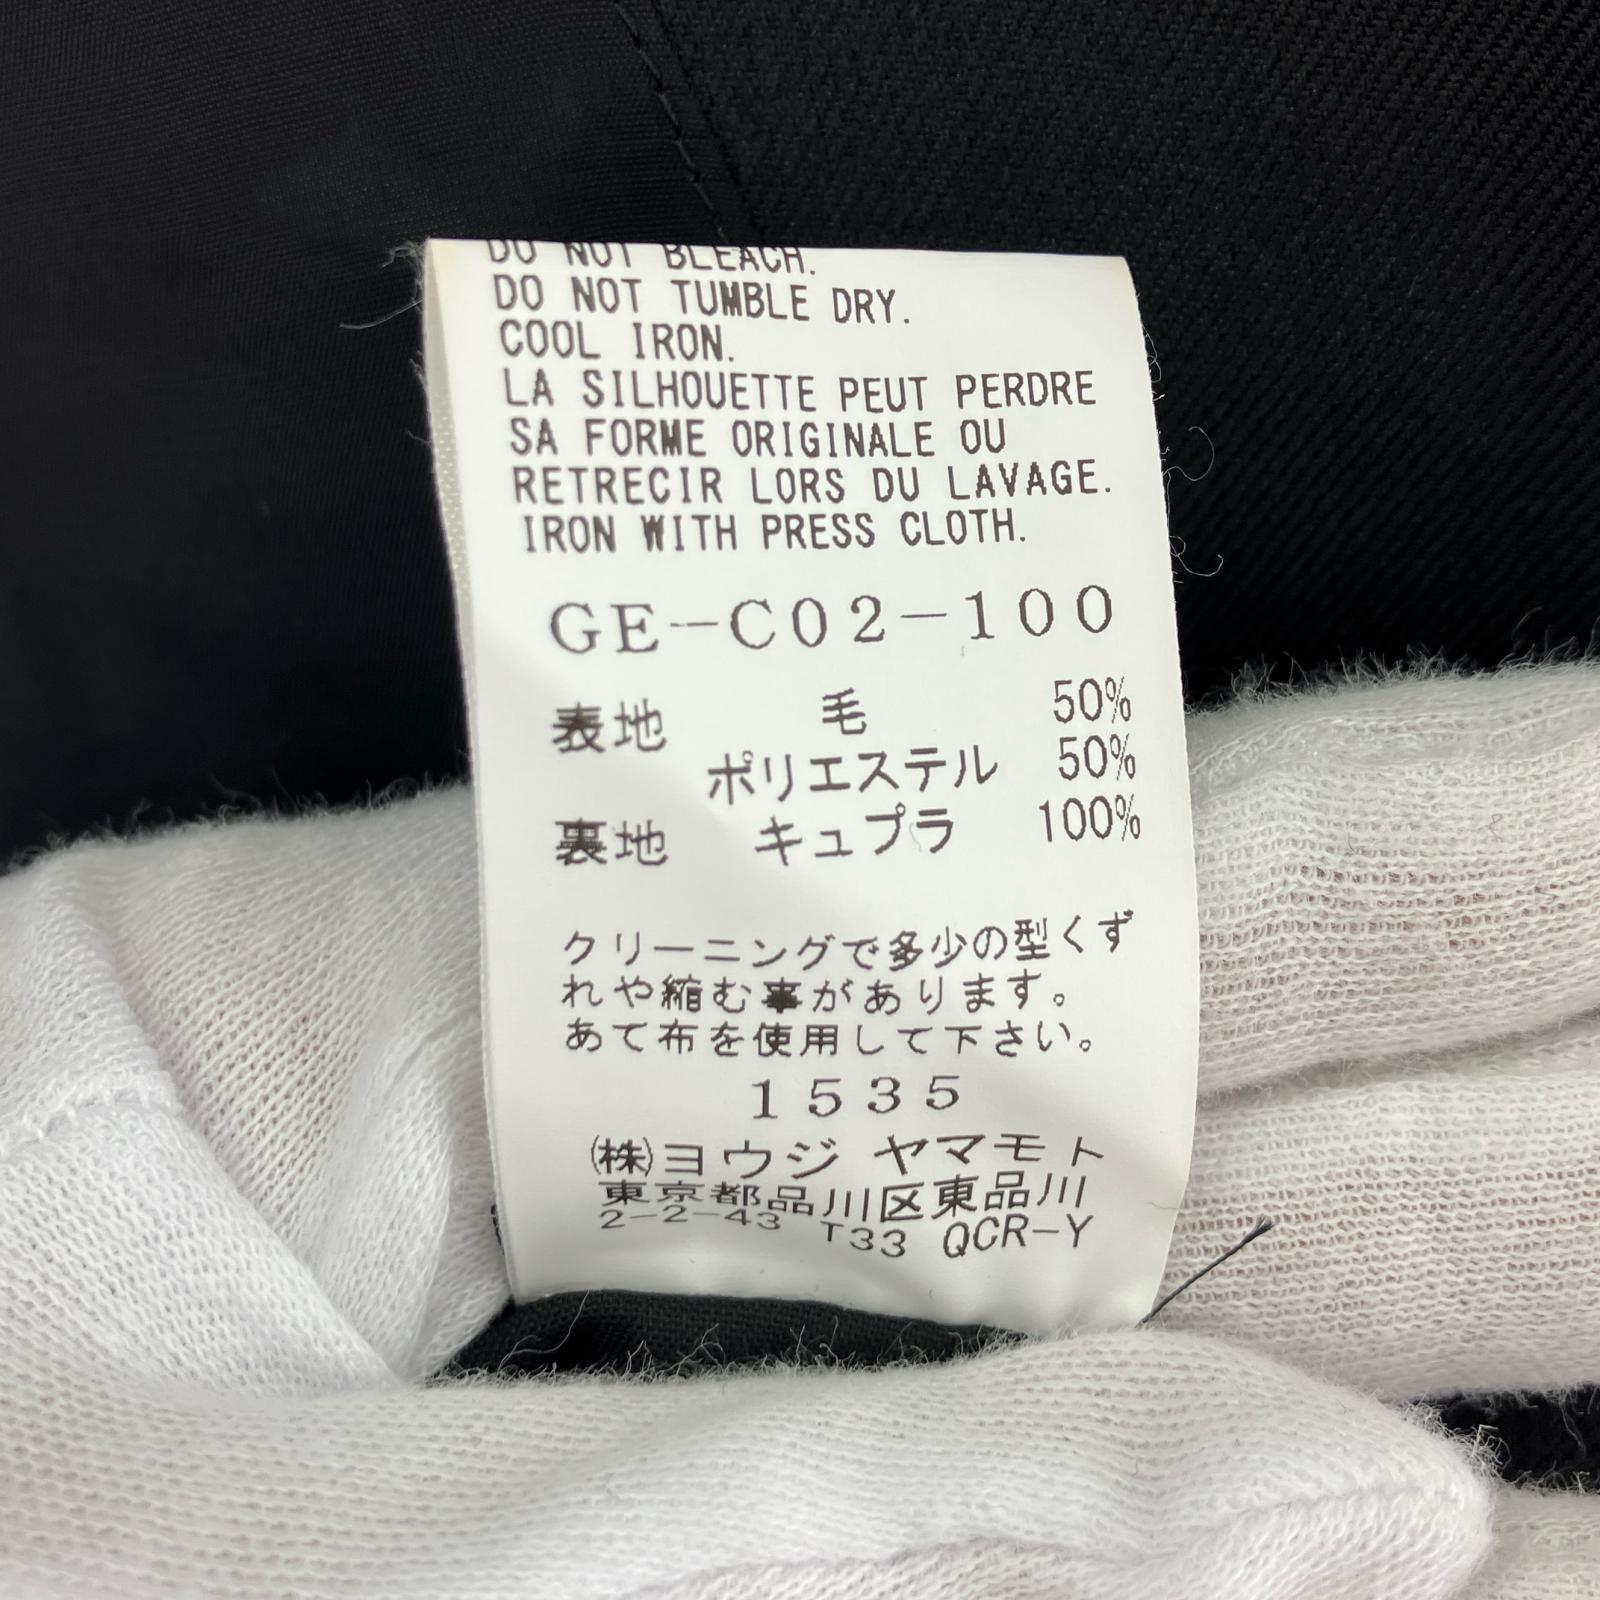 DO NOT BLEACH.
DO NOT TUMBLE DRY.
COOL IRON.
LA SILHOUETTE PEUT PERDRE
SA FORME ORIGINALE OU
RETRECIR LORS DU LAVAGE.
IRON WITH PRESS CLOTH.
GE-C02-100
表地 毛 50%
ポリエステル 50%
裏地 キュプラ 100%
クリーニングで多少の型くず
れや縮む事があります。
あて布を使用して下さい。
1535
㈱ヨウジ ヤマモト
東京都品川区東品川
2-2-43 T33 QCR-Y